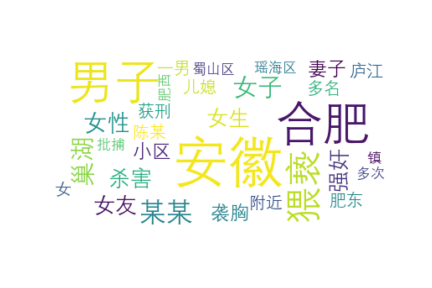 男子
一男
蜀山区
瑶海区
妻子
庐江
肥西
儿媳
女子
多名
女性
获刑
女生
合肥
陈某
批捕
小区
安徽
巢湖
杀害
猥亵
强奸
镇
多次
女
女友
某某
袭胸
附近
肥东